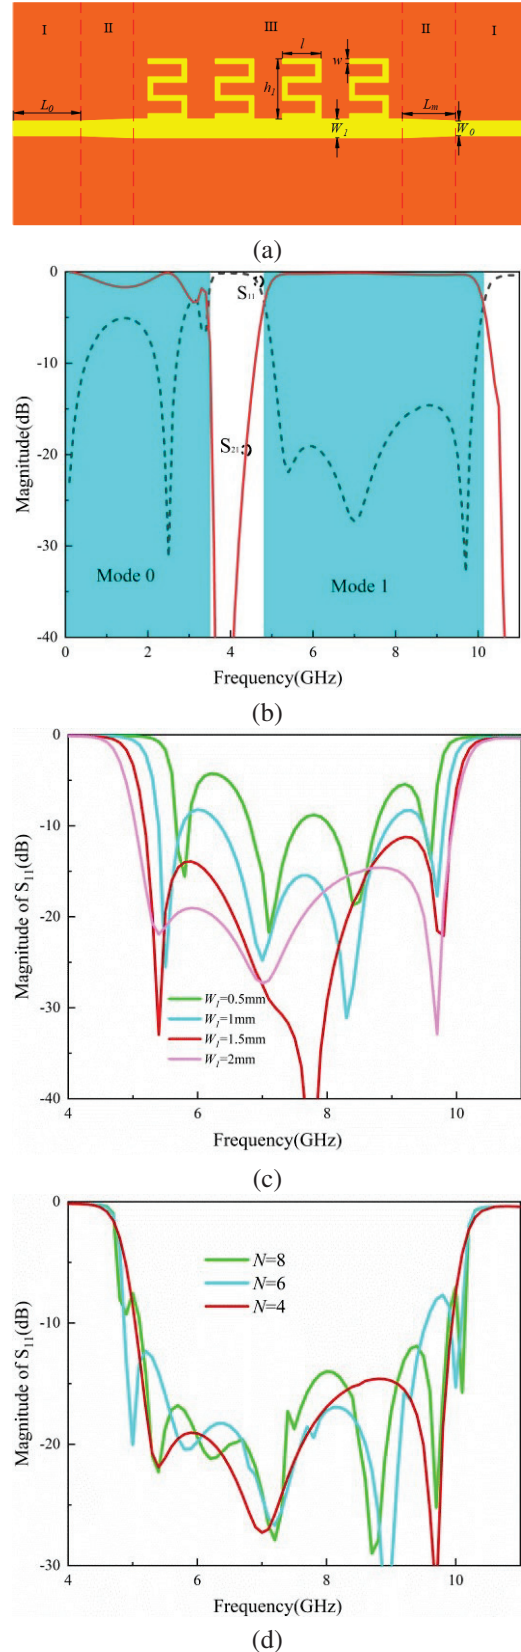 I II III II I
l
w
h1
L0
Lm
W1
W0
(a)
0
-10
-20
-30
-40
Magnitude(dB)
S11
S21
Mode 0
Mode 1
0 2 4 6 8 10
Frequency(GHz)
(b)
0
-10
-20
-30
-40
Magnitude of S11(dB)
W1=0.5mm
W1=1mm
W1=1.5mm
W1=2mm
4 6 8 10
Frequency(GHz)
(c)
0
-10
-20
-30
Magnitude of S11(dB)
N=8
N=6
N=4
4 6 8 10
Frequency(GHz)
(d)